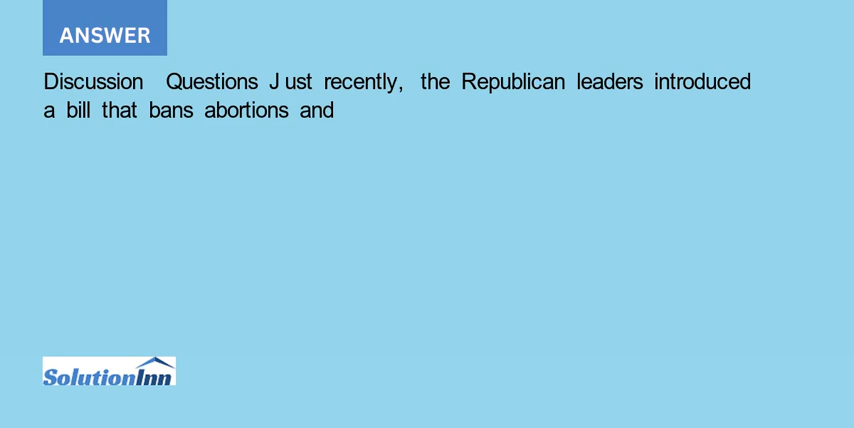 ANSWER
Discussion Questions J ust recently, the Republican leaders introduced
a bill that bans abortions and
SolutionInn